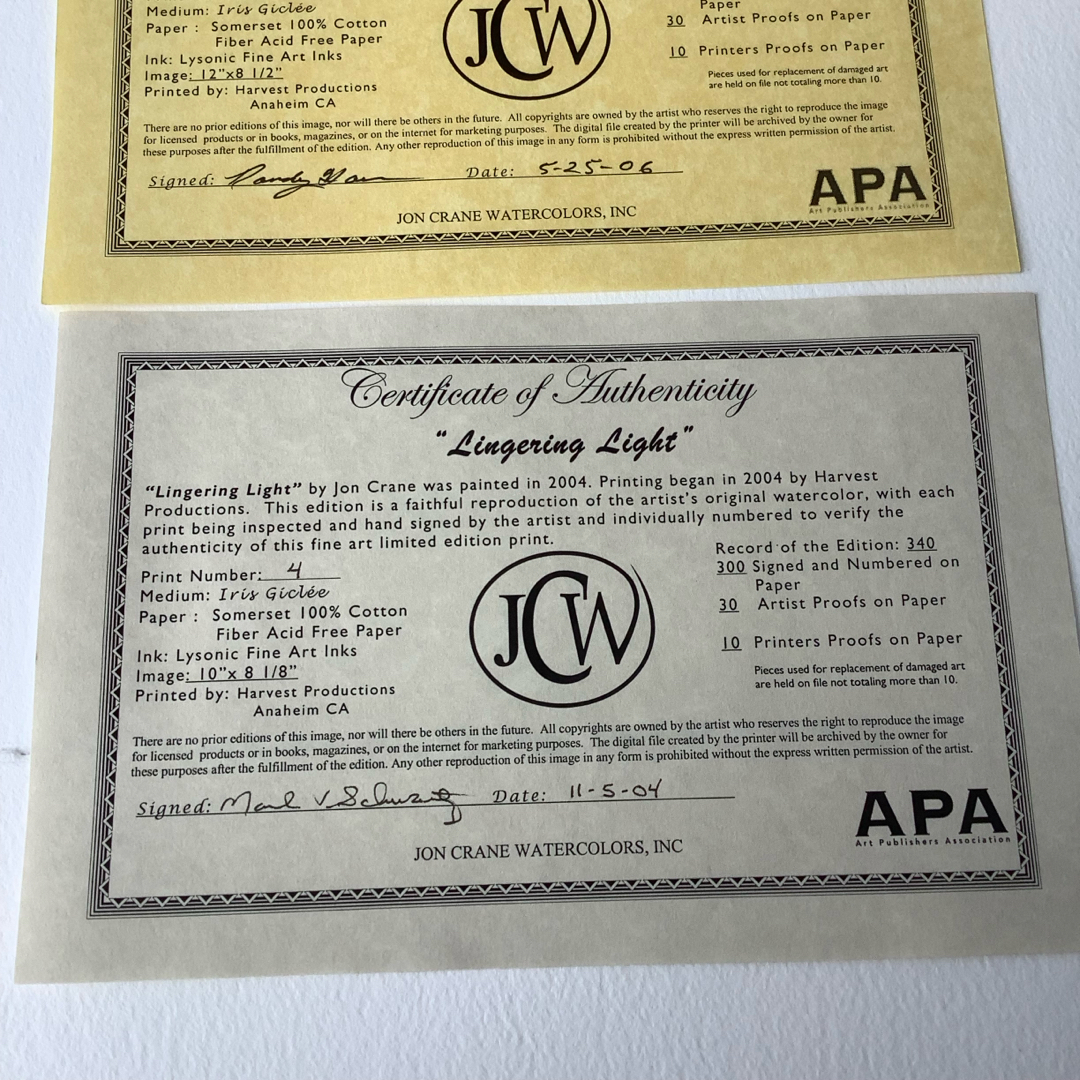 Medium: Iris Giclée
Paper : Somerset 100% Cotton
Fiber Acid Free Paper
Ink: Lysonic Fine Art Inks
Image: 12"x8 1/2"
Printed by: Harvest Productions
Anaheim CA
JCW
Paper
30 Artist Proofs on Paper
10 Printers Proofs on Paper
Pieces used for replacement of damaged art
are held on file not totaling more than 10.
There are no prior editions of this image, nor will there be others in the future. All copyrights are owned by the artist who reserves the right to reproduce the image
for licensed products or in books, magazines, or on the internet for marketing purposes. The digital file created by the printer will be archived by the owner for
these purposes after the fulfillment of the edition. Any other reproduction of this image in any form is prohibited without the express written permission of the artist.
Signed: Date: 5-25-06
JON CRANE WATERCOLORS, INC
APA
Art Publishers Association
Certificate of Authenticity
"Lingering Light"
"Lingering Light" by Jon Crane was painted in 2004. Printing began in 2004 by Harvest
Productions. This edition is a faithful reproduction of the artist's original watercolor, with each
print being inspected and hand signed by the artist and individually numbered to verify the
authenticity of this fine art limited edition print.
Print Number: 4
Medium: Iris Giclée
Paper : Somerset 100% Cotton
Fiber Acid Free Paper
Ink: Lysonic Fine Art Inks
Image: 10"x 8 1/8"
Printed by: Harvest Productions
Anaheim CA
JCW
Record of the Edition: 340
300 Signed and Numbered on
Paper
30 Artist Proofs on Paper
10 Printers Proofs on Paper
Pieces used for replacement of damaged art
are held on file not totaling more than 10.
There are no prior editions of this image, nor will there be others in the future. All copyrights are owned by the artist who reserves the right to reproduce the image
for licensed products or in books, magazines, or on the internet for marketing purposes. The digital file created by the printer will be archived by the owner for
these purposes after the fulfillment of the edition. Any other reproduction of this image in any form is prohibited without the express written permission of the artist.
Signed: Date: 11-5-04
JON CRANE WATERCOLORS, INC
APA
Art Publishers Association